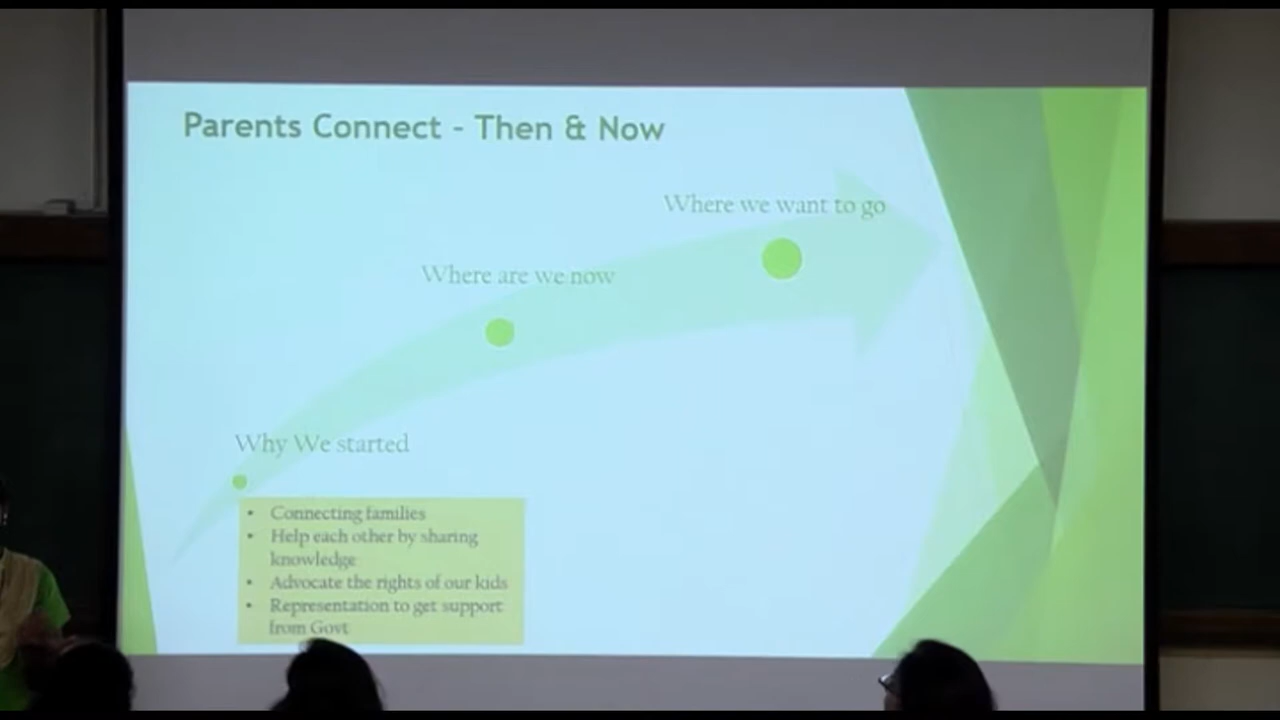 Parents Connect - Then & Now
Where we want to go
Where are we now
Why We started
• Connecting families
• Help each other by sharing
knowledge
• Advocate the rights of our kids
• Representation to get support
from Govt